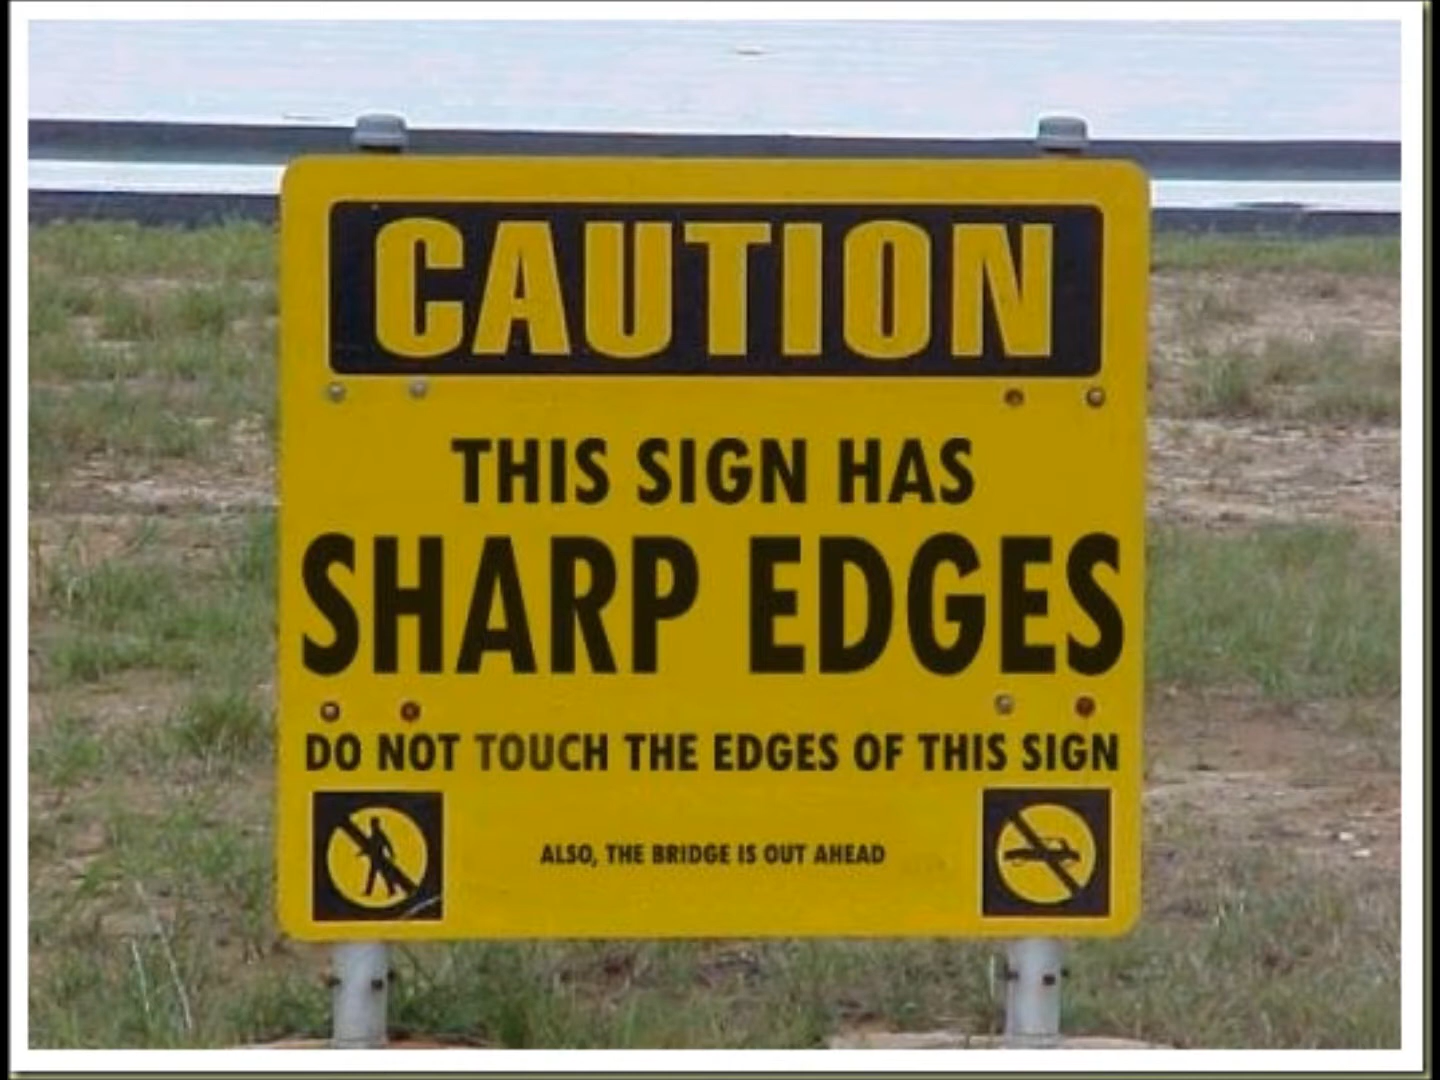 CAUTION
THIS SIGN HAS
SHARP EDGES
DO NOT TOUCH THE EDGES OF THIS SIGN
ALSO, THE BRIDGE IS OUT AHEAD